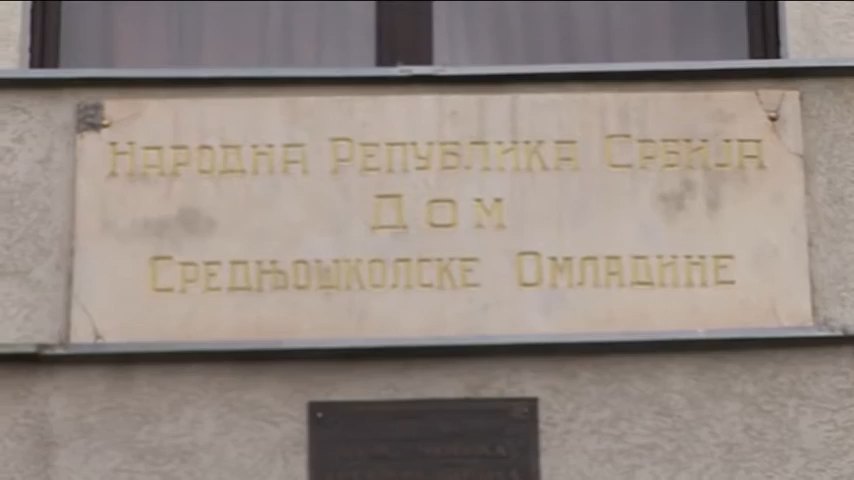 Народна Република Србија
Дом
Средњошколске Омладине